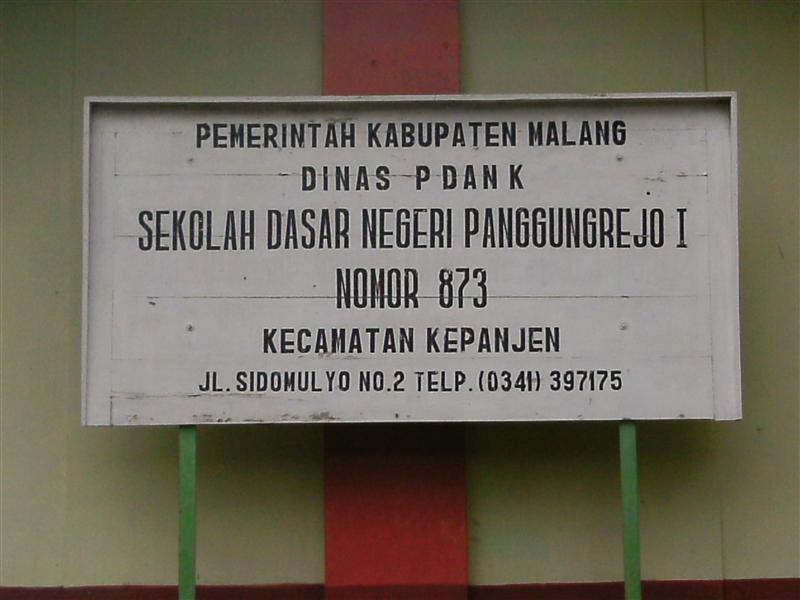 PEMERINTAH KABUPATEN MALANG
DINAS P DAN K
SEKOLAH DASAR NEGERI PANGGUNGREJO I
NOMOR 873
KECAMATAN KEPANJEN
JL. SIDOMULYO NO.2 TELP. (0341) 397175